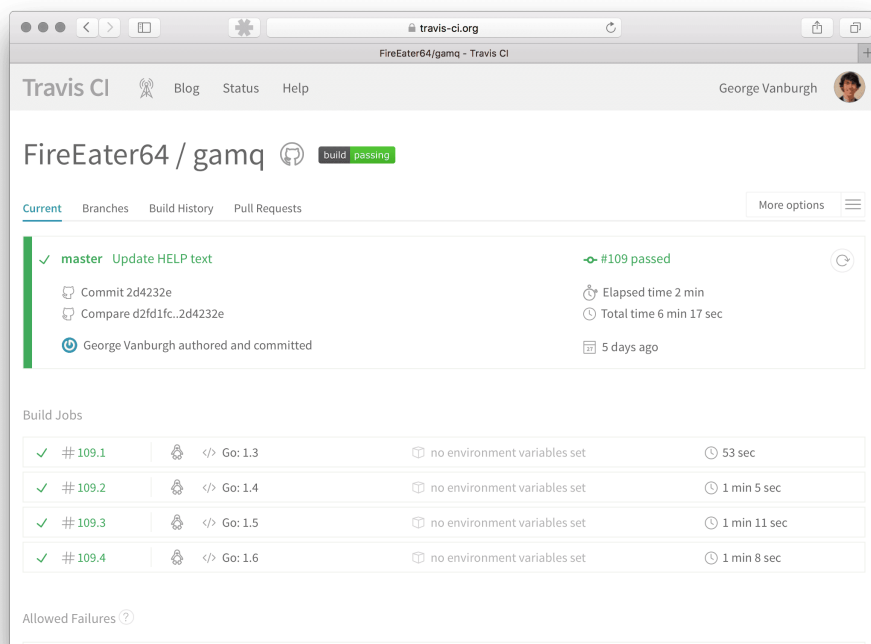 travis-ci.org
FireEater64/gamq - Travis CI
Travis CI Blog Status Help George Vanburgh
FireEater64 / gamq build passing
Current Branches Build History Pull Requests More options
master Update HELP text #109 passed
Commit 2d4232e Elapsed time 2 min
Compare d2fd1fc..2d4232e Total time 6 min 17 sec
George Vanburgh authored and committed 27 5 days ago
Build Jobs
# 109.1 </> Go: 1.3 no environment variables set 53 sec
# 109.2 </> Go: 1.4 no environment variables set 1 min 5 sec
# 109.3 </> Go: 1.5 no environment variables set 1 min 11 sec
# 109.4 </> Go: 1.6 no environment variables set 1 min 8 sec
Allowed Failures ?